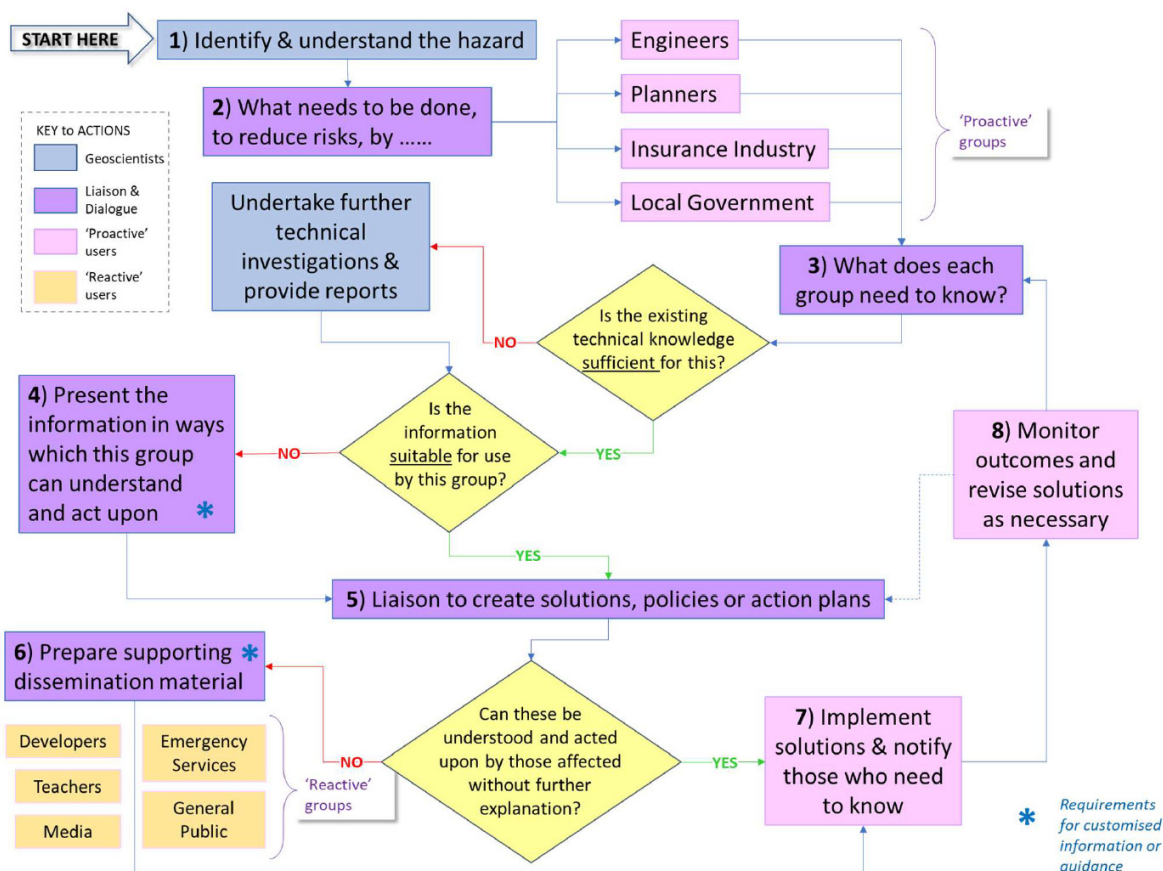 START HERE
1) Identify & understand the hazard
2) What needs to be done,
to reduce risks, by ......
Engineers
Planners
Insurance Industry
Local Government
'Proactive'
groups
KEY to ACTIONS
Geoscientists
Liaison &
Dialogue
'Proactive'
users
'Reactive'
users
Undertake further
technical
investigations &
provide reports
3) What does each
group need to know?
Is the existing
technical knowledge
sufficient for this?
NO
YES
Is the
information
suitable for use
by this group?
NO
YES
4) Present the
information in ways
which this group
can understand
and act upon *
8) Monitor
outcomes and
revise solutions
as necessary
5) Liaison to create solutions, policies or action plans
6) Prepare supporting *
dissemination material
Developers
Teachers
Media
Emergency
Services
General
Public
'Reactive'
groups
NO
Can these be
understood and acted
upon by those affected
without further
explanation?
YES
7) Implement
solutions & notify
those who need
to know
* Requirements
for customised
information or
guidance